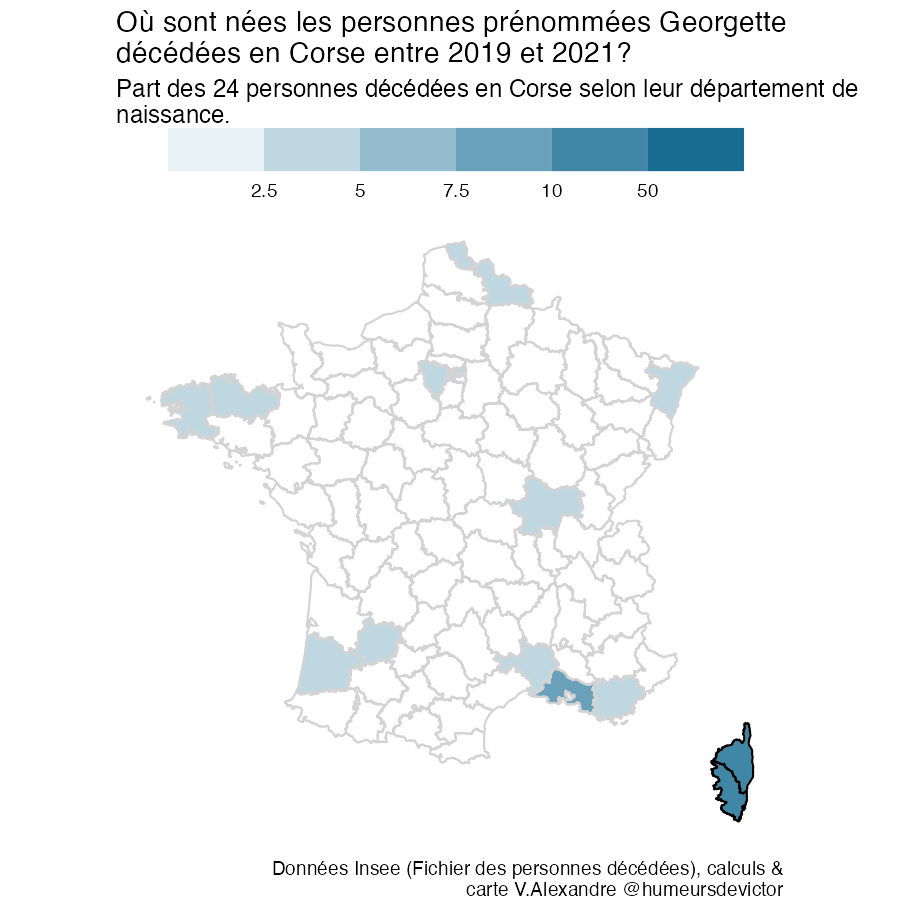 Où sont nées les personnes prénommées Georgette
décédées en Corse entre 2019 et 2021?
Part des 24 personnes décédées en Corse selon leur département de
naissance.
2.5 5 7.5 10 50
Données Insee (Fichier des personnes décédées), calculs &
carte V.Alexandre @humeursdevictor